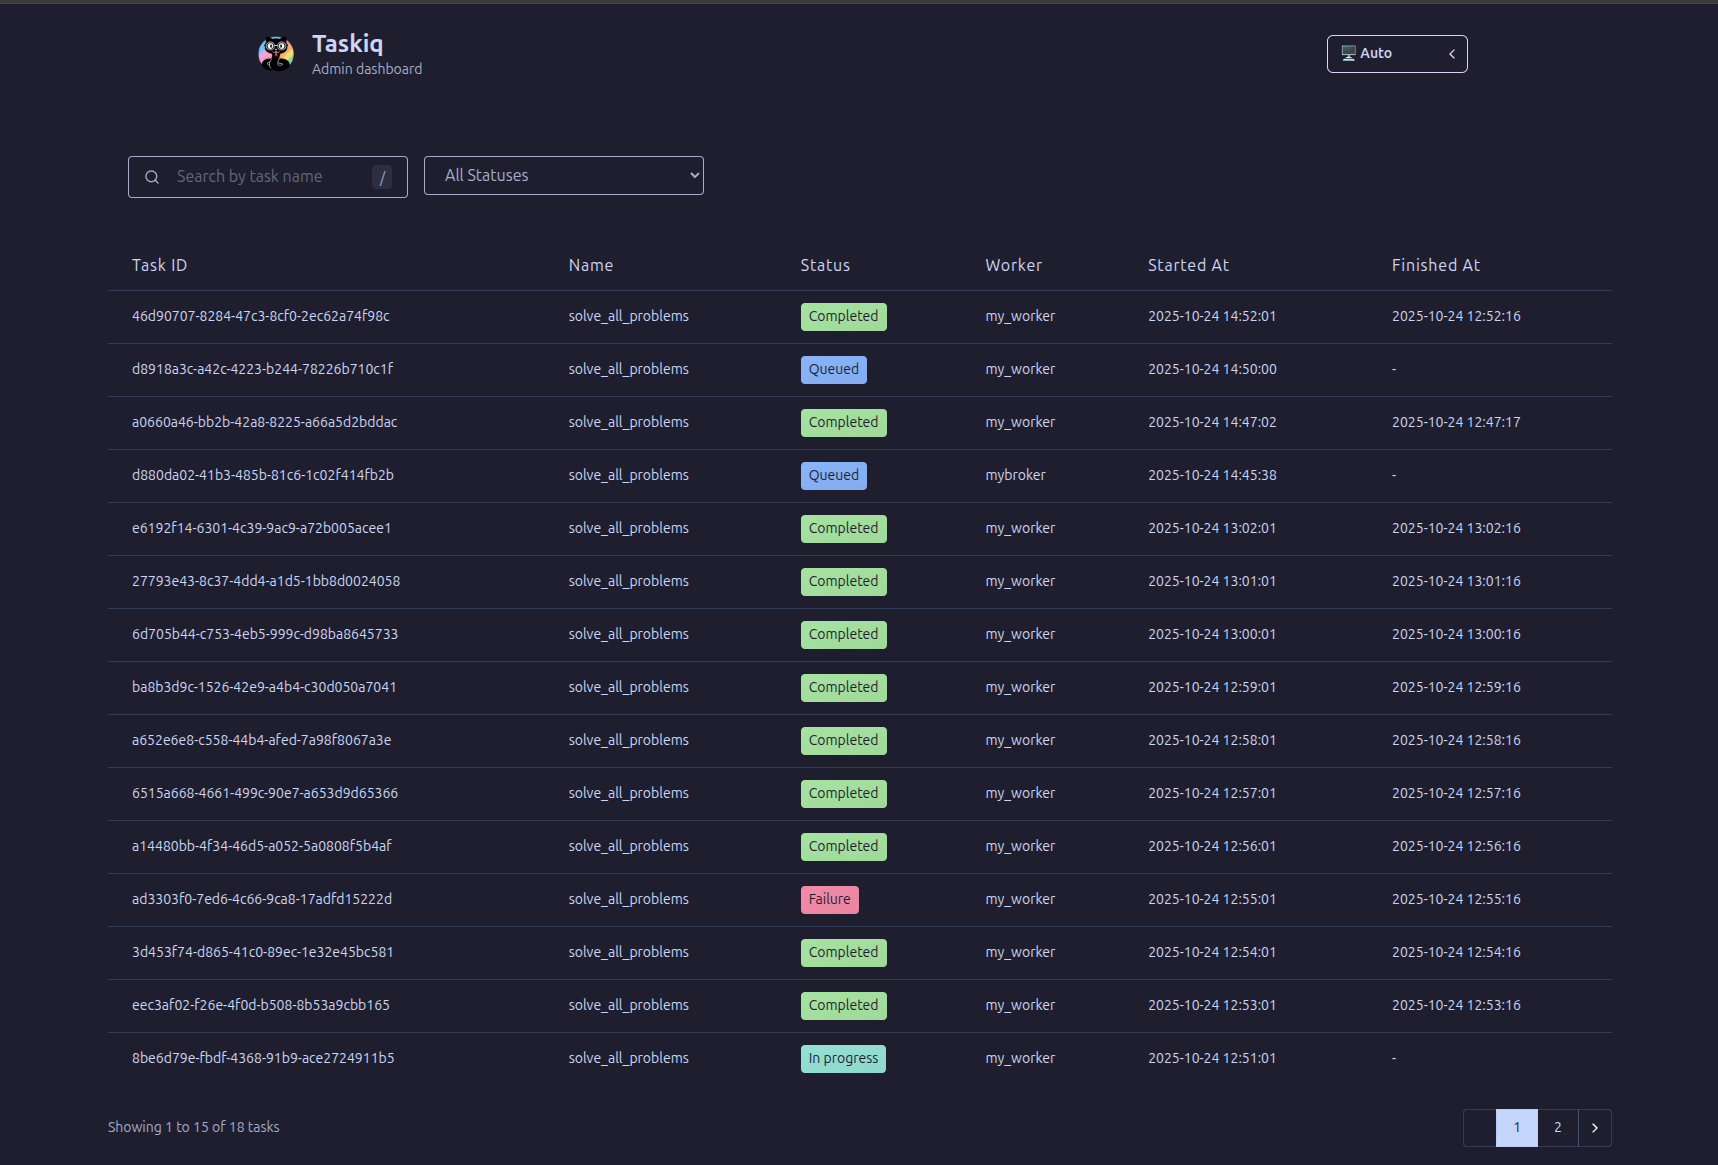 Taskiq
Admin dashboard
Auto
Search by task name /
All Statuses
Task ID Name Status Worker Started At Finished At
46d90707-8284-47c3-8cf0-2ec62a74f98c solve_all_problems Completed my_worker 2025-10-24 14:52:01 2025-10-24 12:52:16
d8918a3c-a42c-4223-b244-78226b710c1f solve_all_problems Queued my_worker 2025-10-24 14:50:00 -
a0660a46-bb2b-42a8-8225-a66a5d2bddac solve_all_problems Completed my_worker 2025-10-24 14:47:02 2025-10-24 12:47:17
d880da02-41b3-485b-81c6-1c02f414fb2b solve_all_problems Queued mybroker 2025-10-24 14:45:38 -
e6192f14-6301-4c39-9ac9-a72b005acee1 solve_all_problems Completed my_worker 2025-10-24 13:02:01 2025-10-24 13:02:16
27793e43-8c37-4dd4-a1d5-1bb8d0024058 solve_all_problems Completed my_worker 2025-10-24 13:01:01 2025-10-24 13:01:16
6d705b44-c753-4eb5-999c-d98ba8645733 solve_all_problems Completed my_worker 2025-10-24 13:00:01 2025-10-24 13:00:16
ba8b3d9c-1526-42e9-a4b4-c30d050a7041 solve_all_problems Completed my_worker 2025-10-24 12:59:01 2025-10-24 12:59:16
a652e6e8-c558-44b4-afed-7a98f8067a3e solve_all_problems Completed my_worker 2025-10-24 12:58:01 2025-10-24 12:58:16
6515a668-4661-499c-90e7-a653d9d65366 solve_all_problems Completed my_worker 2025-10-24 12:57:01 2025-10-24 12:57:16
a14480bb-4f34-46d5-a052-5a0808f5b4af solve_all_problems Completed my_worker 2025-10-24 12:56:01 2025-10-24 12:56:16
ad3303f0-7ed6-4c66-9ca8-17adfd15222d solve_all_problems Failure my_worker 2025-10-24 12:55:01 2025-10-24 12:55:16
3d453f74-d865-41c0-89ec-1e32e45bc581 solve_all_problems Completed my_worker 2025-10-24 12:54:01 2025-10-24 12:54:16
eec3af02-f26e-4f0d-b508-8b53a9cbb165 solve_all_problems Completed my_worker 2025-10-24 12:53:01 2025-10-24 12:53:16
8be6d79e-fbdf-4368-91b9-ace2724911b5 solve_all_problems In progress my_worker 2025-10-24 12:51:01 -
Showing 1 to 15 of 18 tasks
1 2